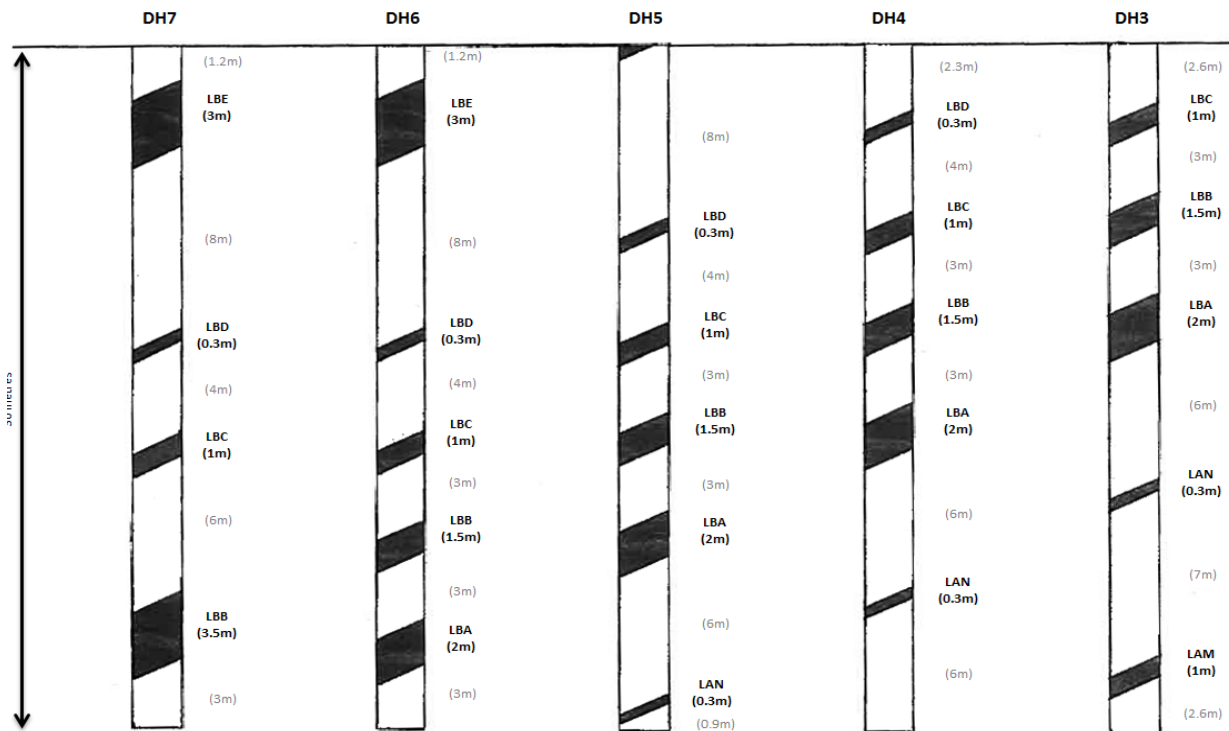 DH7
DH6
DH5
DH4
DH3
(1.2m)
LBE
(3m)
(8m)
LBD
(0.3m)
(4m)
LBC
(1m)
(6m)
LBB
(3.5m)
(3m)
(1.2m)
LBE
(3m)
(8m)
LBD
(0.3m)
(4m)
LBC
(1m)
(3m)
LBB
(1.5m)
(3m)
LBA
(2m)
(3m)
(8m)
LBD
(0.3m)
(4m)
LBC
(1m)
(3m)
LBB
(1.5m)
(3m)
LBA
(2m)
(6m)
LAN
(0.3m)
(0.9m)
(2.3m)
LBD
(0.3m)
(4m)
LBC
(1m)
(3m)
LBB
(1.5m)
(3m)
LBA
(2m)
(6m)
LAN
(0.3m)
(6m)
(2.6m)
LBC
(1m)
(3m)
LBB
(1.5m)
(3m)
LBA
(2m)
(6m)
LAN
(0.3m)
(7m)
LAM
(1m)
(2.6m)
metres